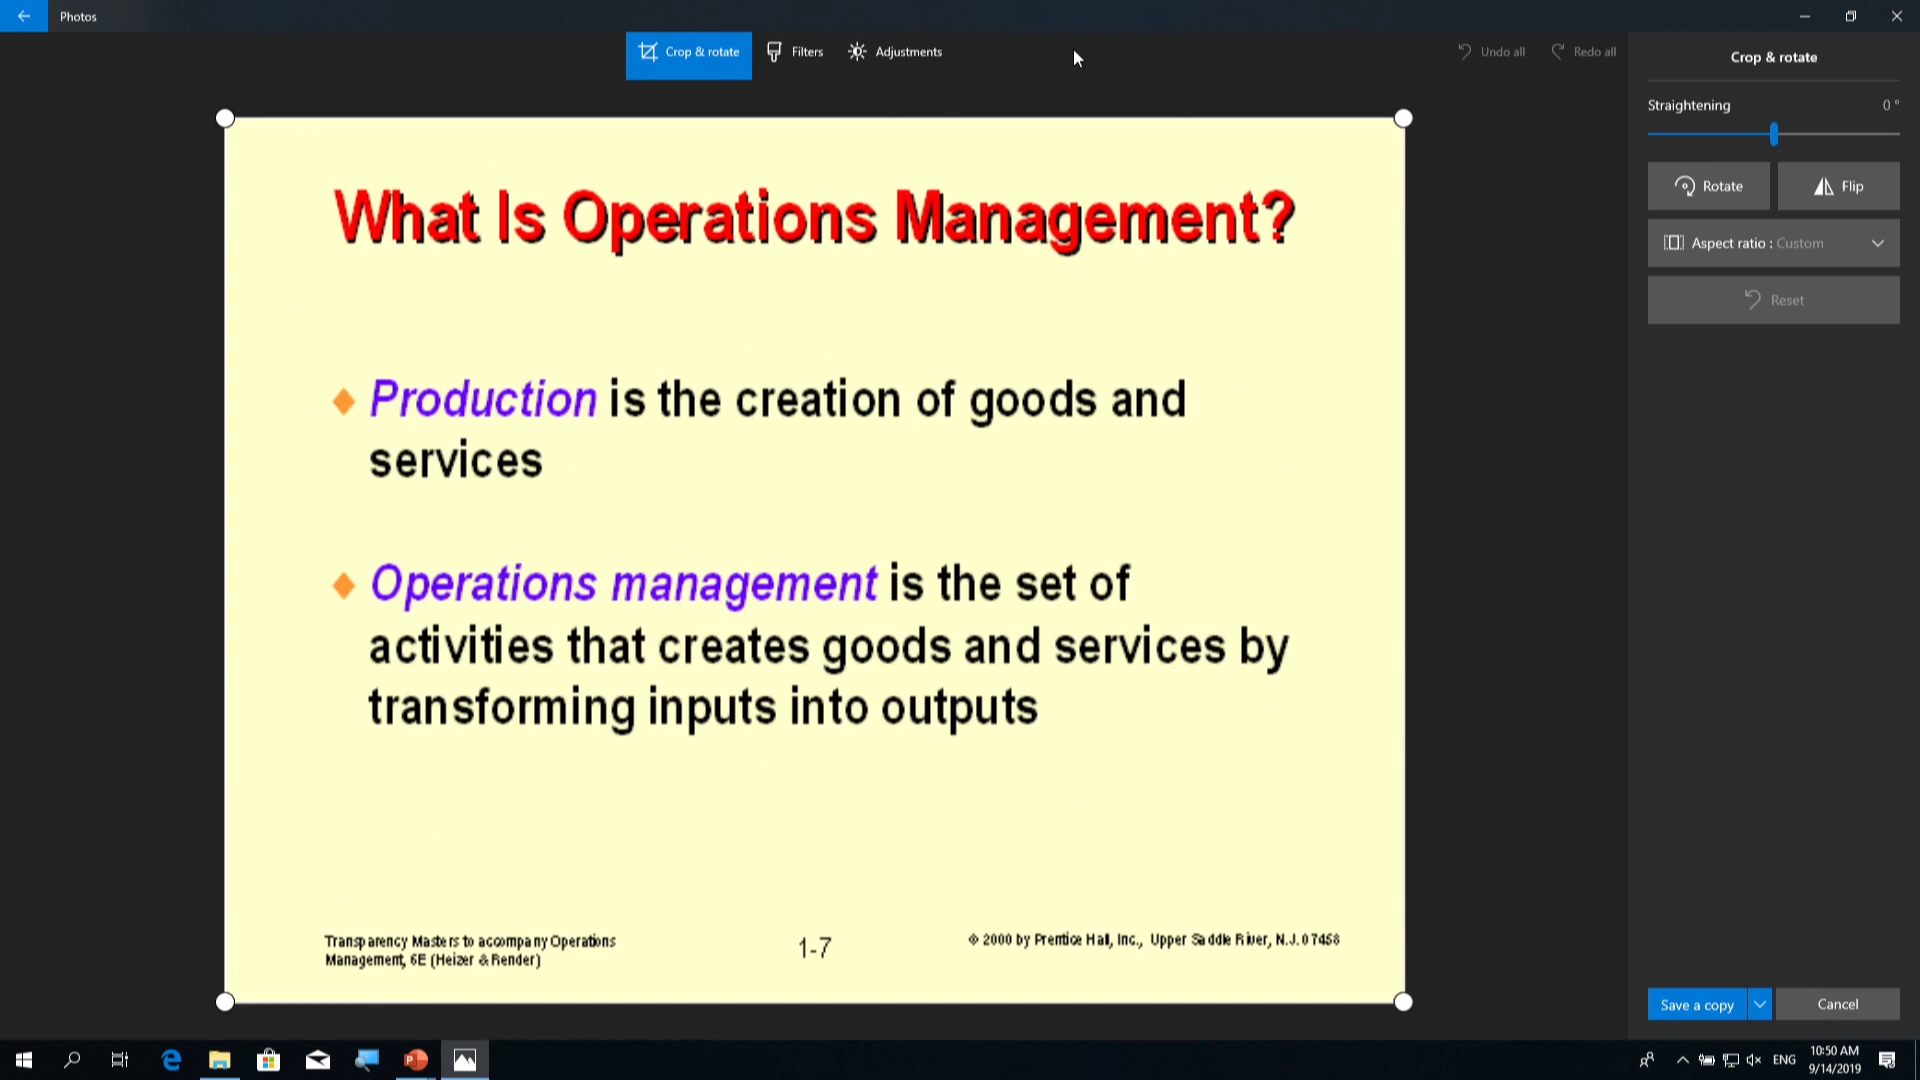 Photos
Crop & rotate
Filters
Adjustments
Undo all
Redo all
Crop & rotate
Straightening
0 °
Rotate
Flip
Aspect ratio : Custom
Reset
What Is Operations Management?
Production is the creation of goods and
services
Operations management is the set of
activities that creates goods and services by
transforming inputs into outputs
Transparency Masters to accompany Operations
Management, 6E (Heizer & Render)
1-7
© 2000 by Prentice Hall, Inc., Upper Saddle River, N.J. 07458
Save a copy
Cancel
ENG
10:50 AM
9/14/2019